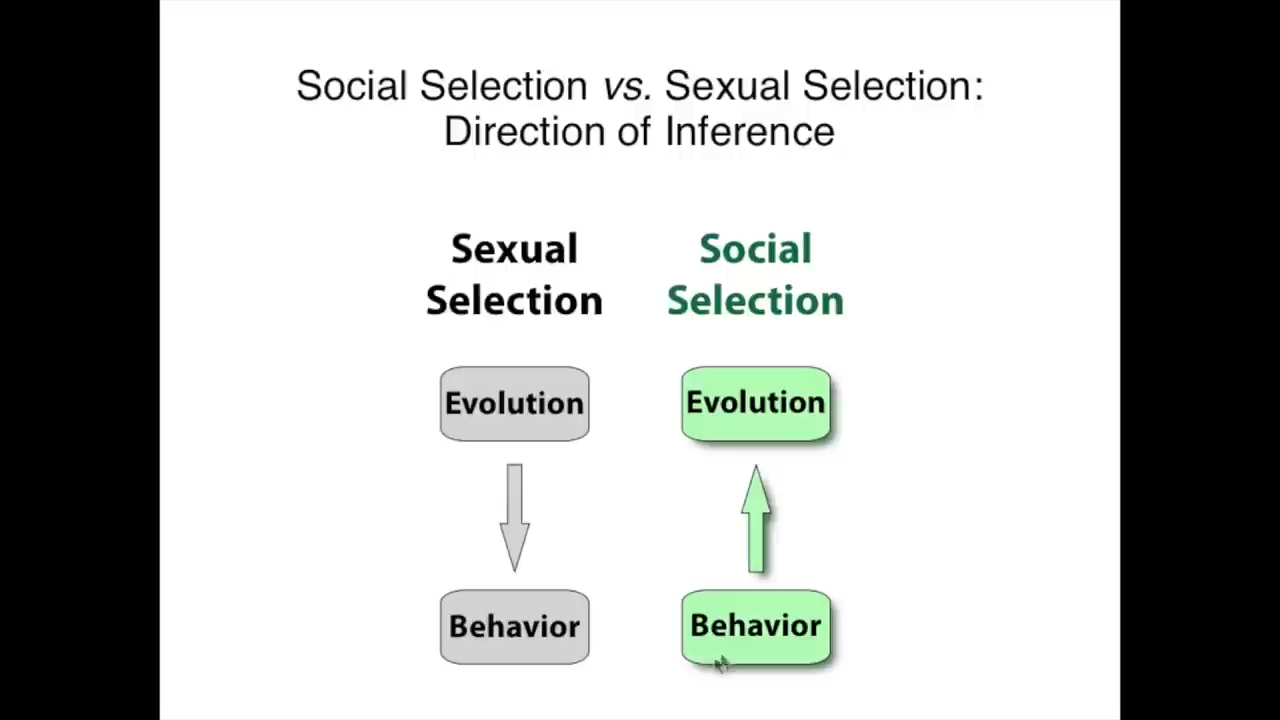 Social Selection vs. Sexual Selection:
Direction of Inference
Sexual
Selection
Social
Selection
Evolution
Evolution
Behavior
Behavior